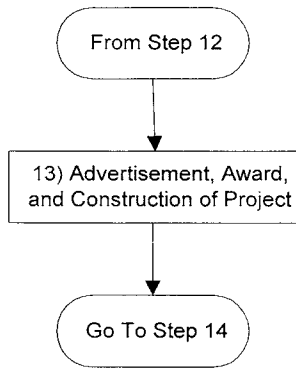 From Step 12
13) Advertisement, Award,
and Construction of Project
Go To Step 14